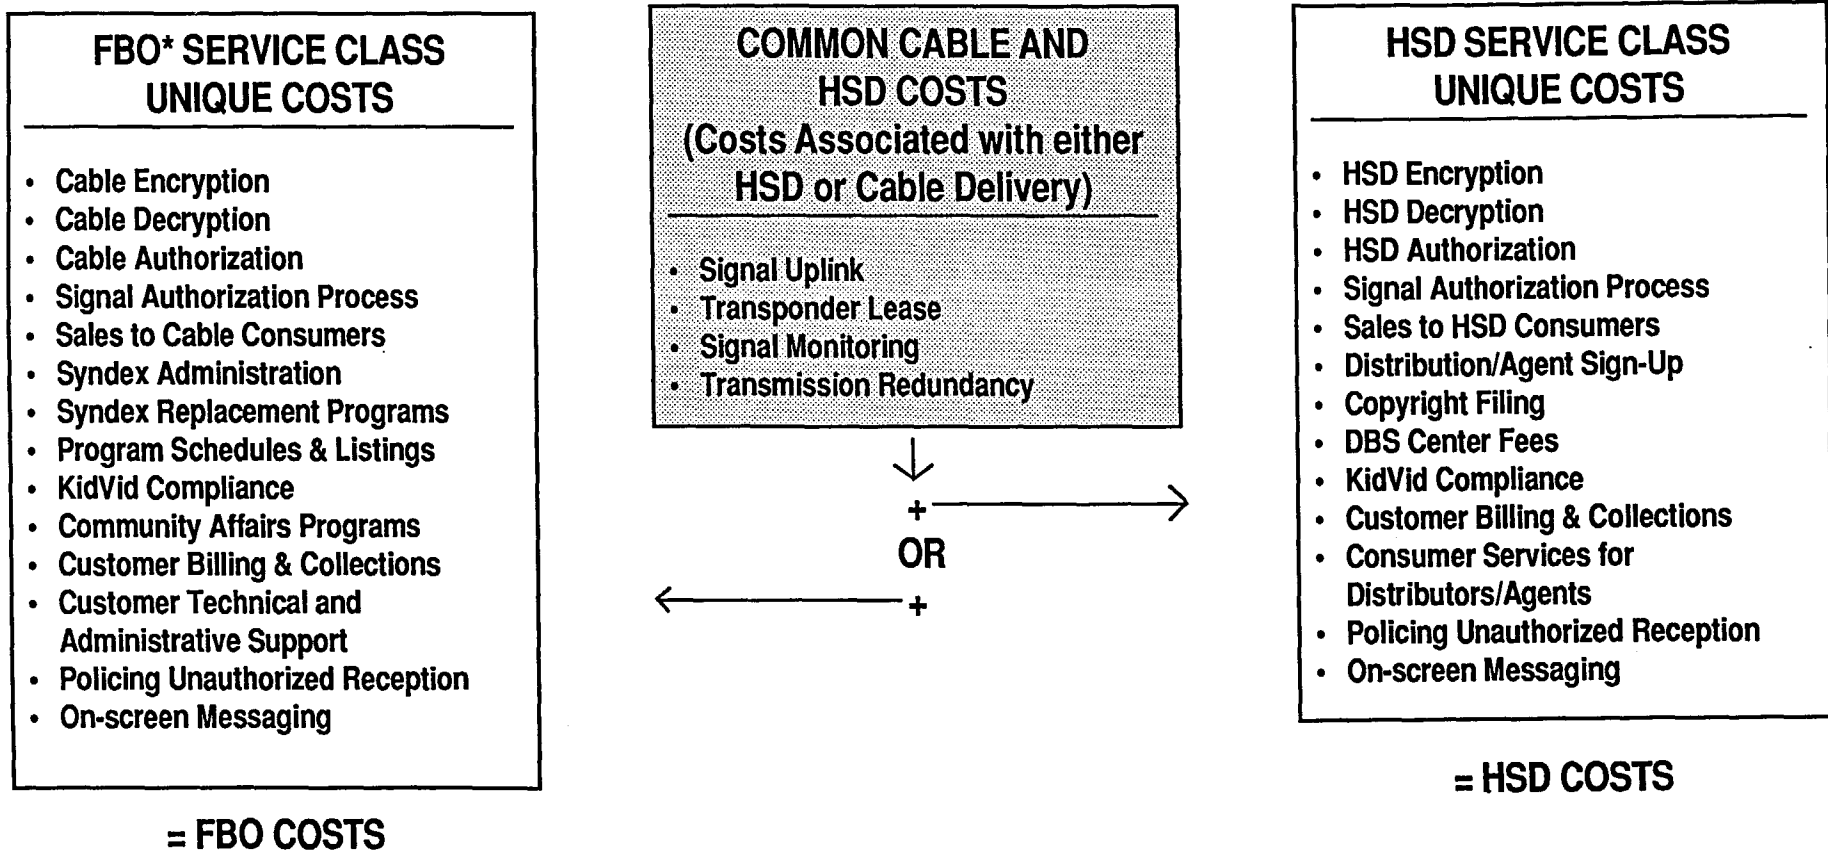 FBO* SERVICE CLASS
UNIQUE COSTS
• Cable Encryption
• Cable Decryption
• Cable Authorization
• Signal Authorization Process
• Sales to Cable Consumers
• Syndex Administration
• Syndex Replacement Programs
• Program Schedules & Listings
• KidVid Compliance
• Community Affairs Programs
• Customer Billing & Collections
• Customer Technical and
Administrative Support
• Policing Unauthorized Reception
• On-screen Messaging
= FBO COSTS
COMMON CABLE AND
HSD COSTS
(Costs Associated with either
HSD or Cable Delivery)
• Signal Uplink
• Transponder Lease
• Signal Monitoring
• Transmission Redundancy
+
OR
+
HSD SERVICE CLASS
UNIQUE COSTS
• HSD Encryption
• HSD Decryption
• HSD Authorization
• Signal Authorization Process
• Sales to HSD Consumers
• Distribution/Agent Sign-Up
• Copyright Filing
• DBS Center Fees
• KidVid Compliance
• Customer Billing & Collections
• Consumer Services for
Distributors/Agents
• Policing Unauthorized Reception
• On-screen Messaging
= HSD COSTS